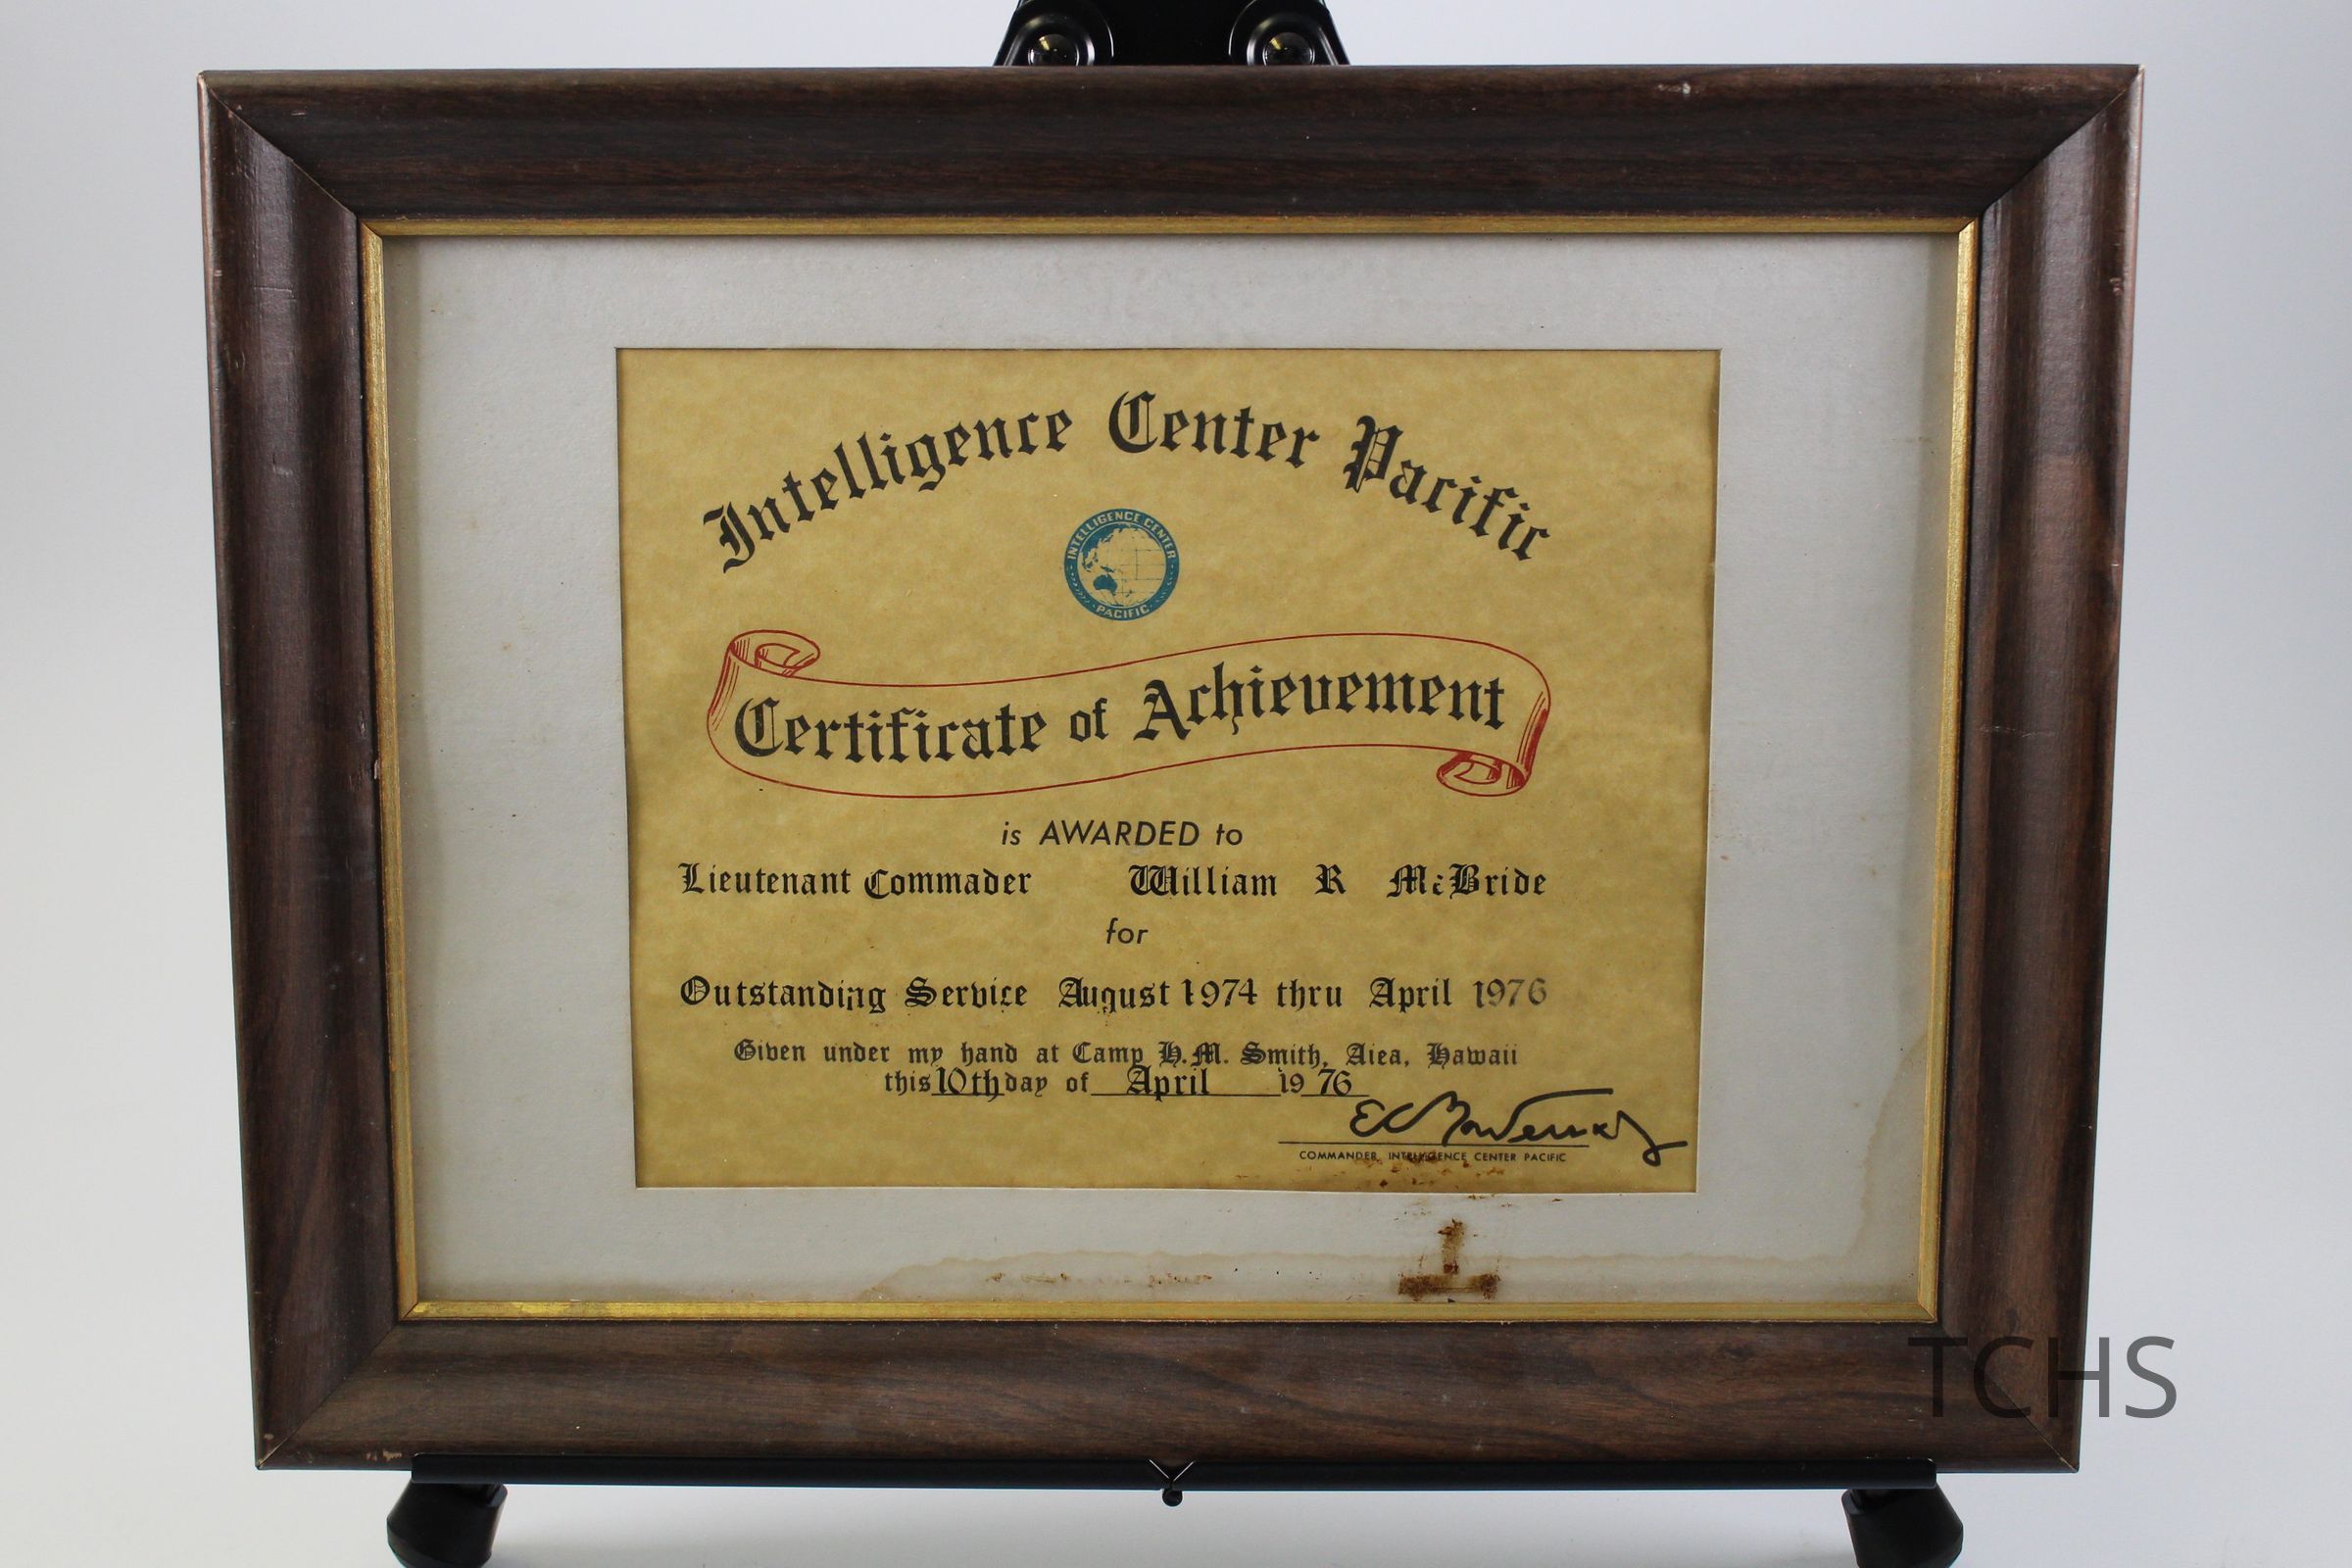 Intelligence Center Pacific
INTELLIGENCE CENTER
PACIFIC
Certificate of Achievement
is AWARDED to
Lieutenant Commader William R McBride
for
Outstanding Service August 1974 thru April 1976
Given under my hand at Camp H.M. Smith, Aiea, Hawaii
this 10th day of April 19 76
COMMANDER, INTELLIGENCE CENTER PACIFIC
TCHS